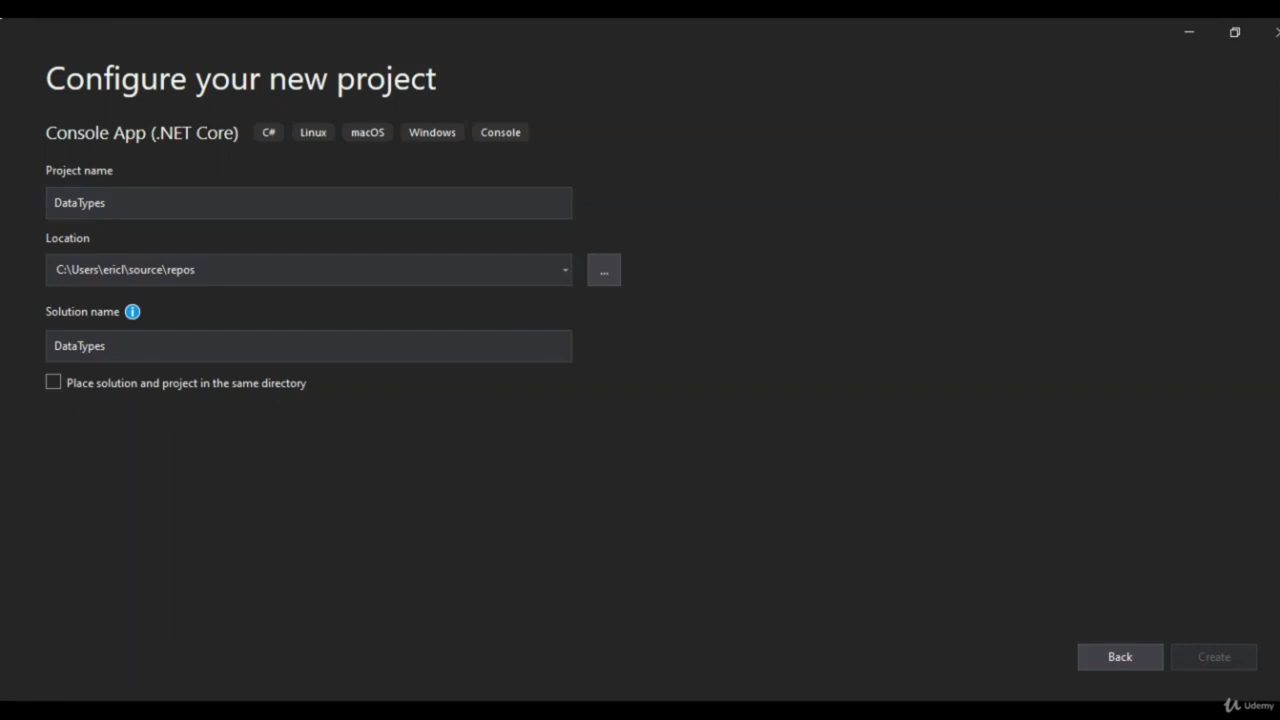 Configure your new project
Console App (.NET Core) C# Linux macOS Windows Console
Project name
DataTypes
Location
C:\Users\ericl\source\repos
...
Solution name
DataTypes
Place solution and project in the same directory
Back Create
Udemy